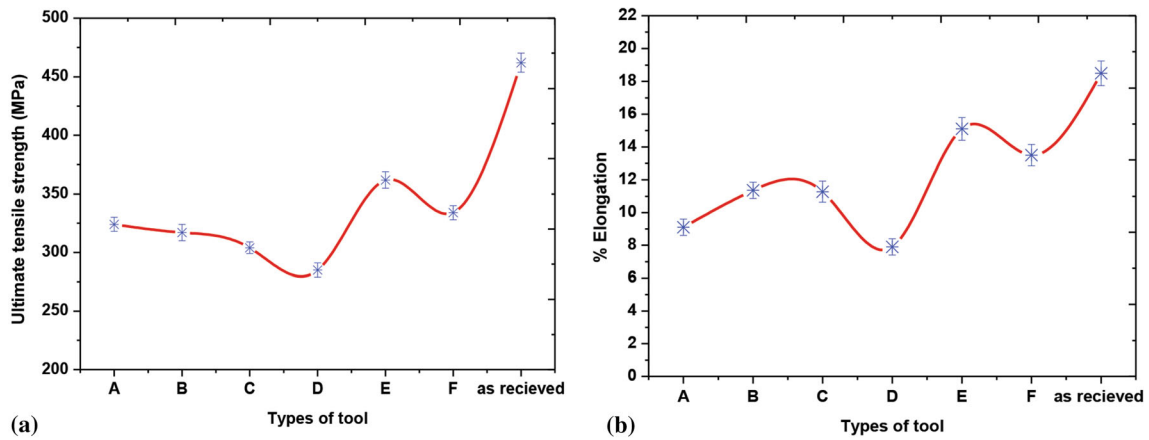 500
450
400
350
300
250
200
Ultimate tensile strength (MPa)
A B C D E F as recieved
Types of tool
(a)
22
20
18
16
14
12
10
8
6
4
2
0
% Elongation
A B C D E F as recieved
Types of tool
(b)